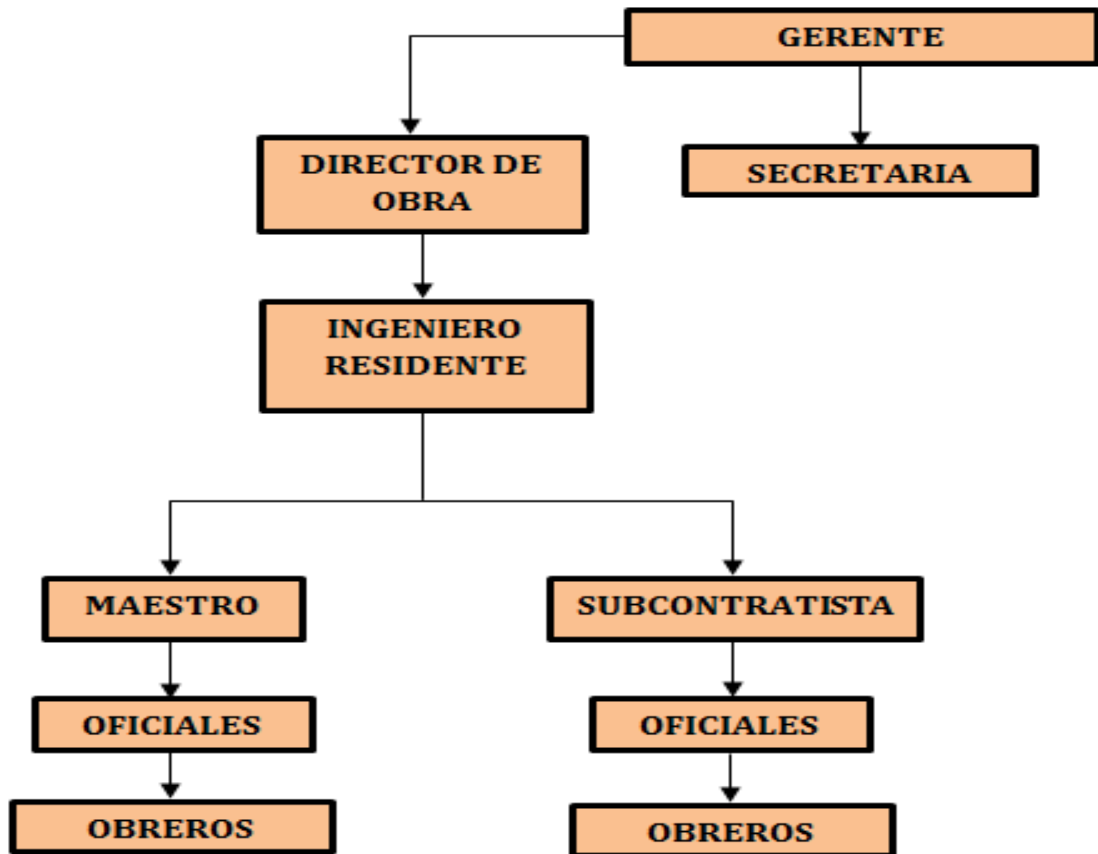 GERENTE
DIRECTOR DE
OBRA
SECRETARIA
INGENIERO
RESIDENTE
MAESTRO
SUBCONTRATISTA
OFICIALES
OFICIALES
OBREROS
OBREROS